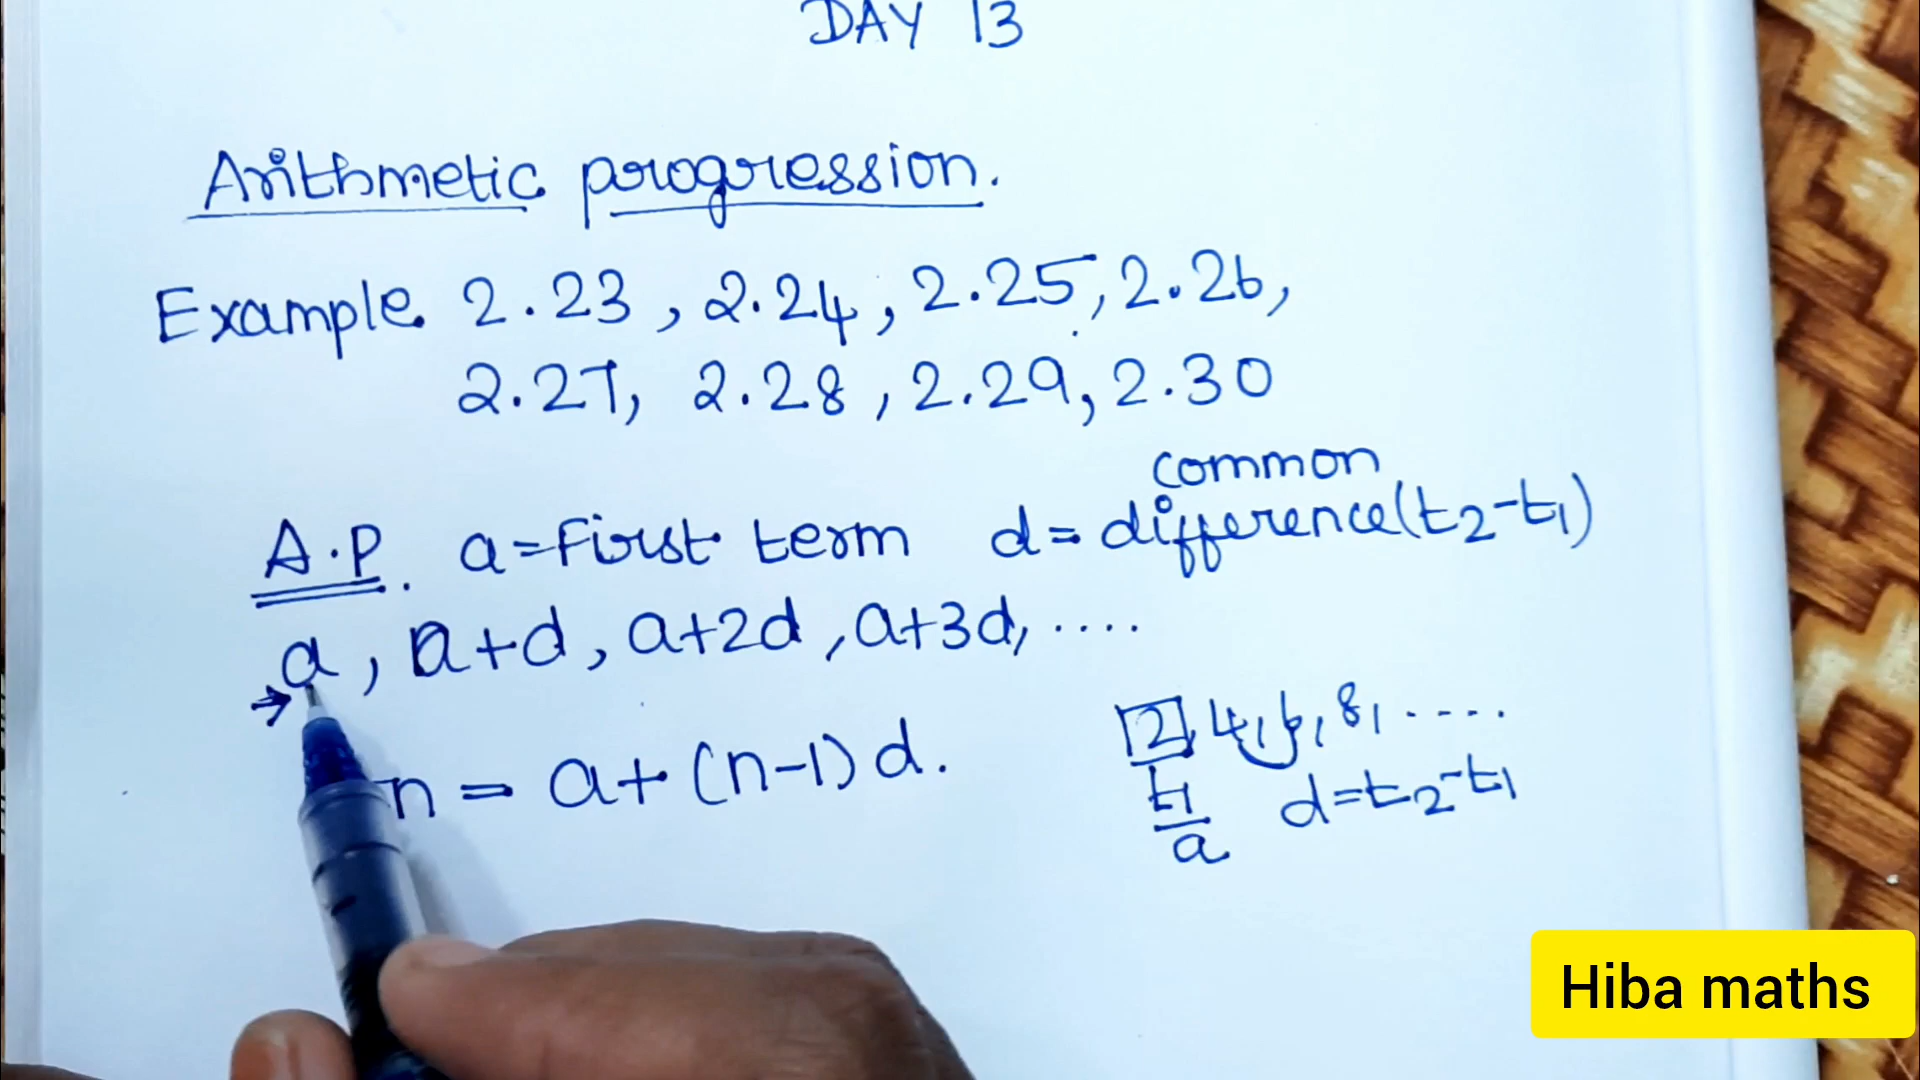 DAY 13
Arithmetic progression.
Example. 2.23, 2.24, 2.25, 2.26,
2.27, 2.28, 2.29, 2.30
common
A.P. a=First term d=difference(t2-t1)
a, a+d, a+2d, a+3d, ....
→
n = a+(n-1)d.
2, 4, 6, 8, ....
t1
a
d=t2-t1
Hiba maths